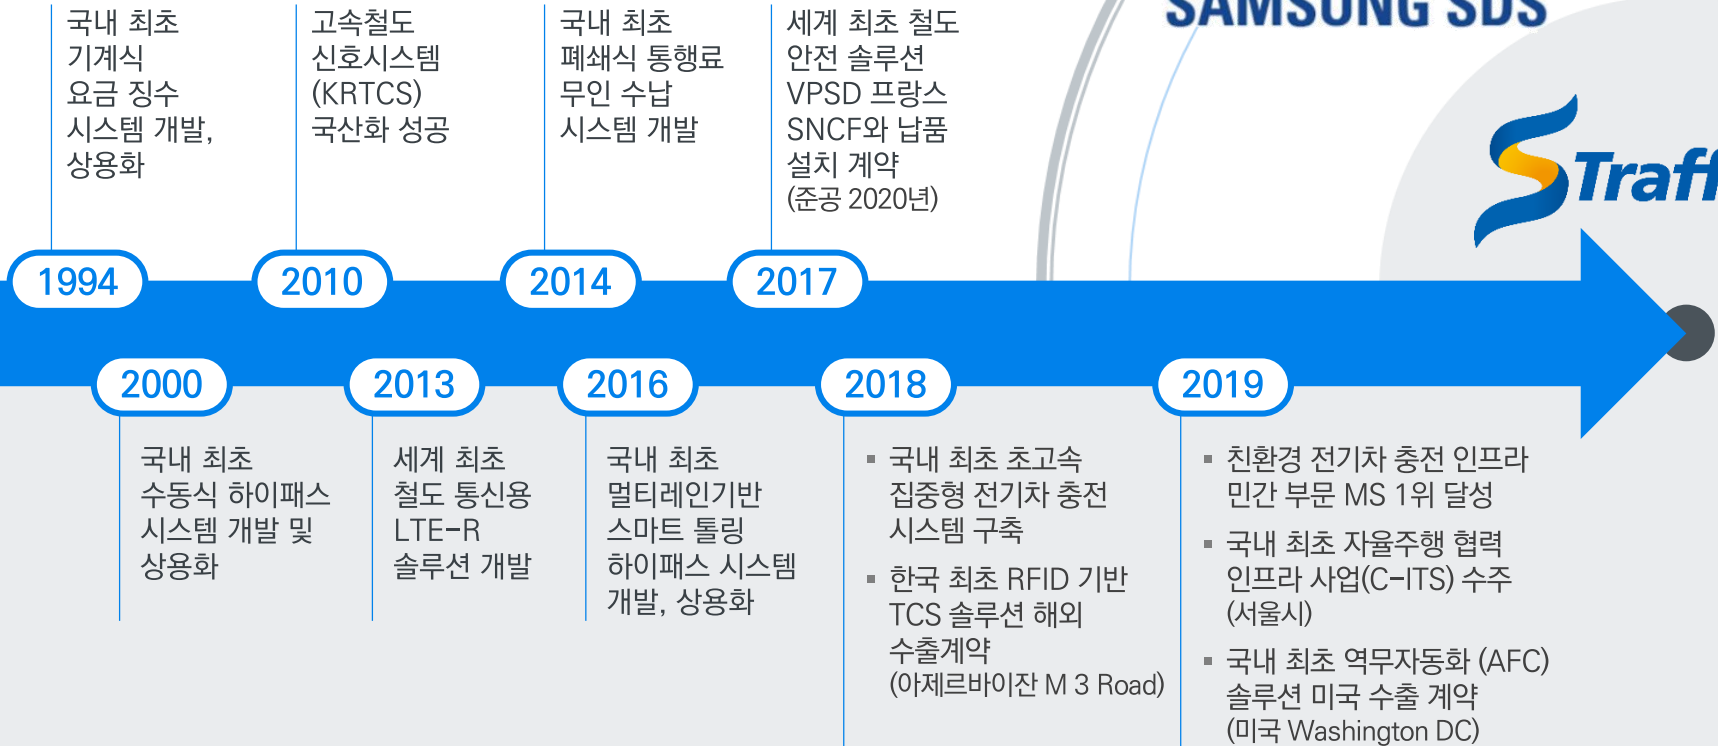 국내 최초
기계식
요금 징수
시스템 개발,
상용화
고속철도
신호시스템
(KRTCS)
국산화 성공
국내 최초
폐쇄식 통행료
무인 수납
시스템 개발
세계 최초 철도
안전 솔루션
VPSD 프랑스
SNCF와 납품
설치 계약
(준공 2020년)
SAMSUNG SDS
STraff
1994
2010
2014
2017
2000
2013
2016
2018
2019
국내 최초
수동식 하이패스
시스템 개발 및
상용화
세계 최초
철도 통신용
LTE-R
솔루션 개발
국내 최초
멀티레인기반
스마트 톨링
하이패스 시스템
개발, 상용화
▪ 국내 최초 초고속
집중형 전기차 충전
시스템 구축
▪ 한국 최초 RFID 기반
TCS 솔루션 해외
수출계약
(아제르바이잔 M 3 Road)
▪ 친환경 전기차 충전 인프라
민간 부문 MS 1위 달성
▪ 국내 최초 자율주행 협력
인프라 사업(C-ITS) 수주
(서울시)
▪ 국내 최초 역무자동화 (AFC)
솔루션 미국 수출 계약
(미국 Washington DC)